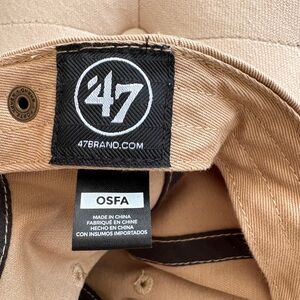 47
47BRAND.COM
OSFA
MADE IN CHINA
FABRIQUÉ EN CHINE
HECHO EN CHINA
CON INSUMOS IMPORTADOS